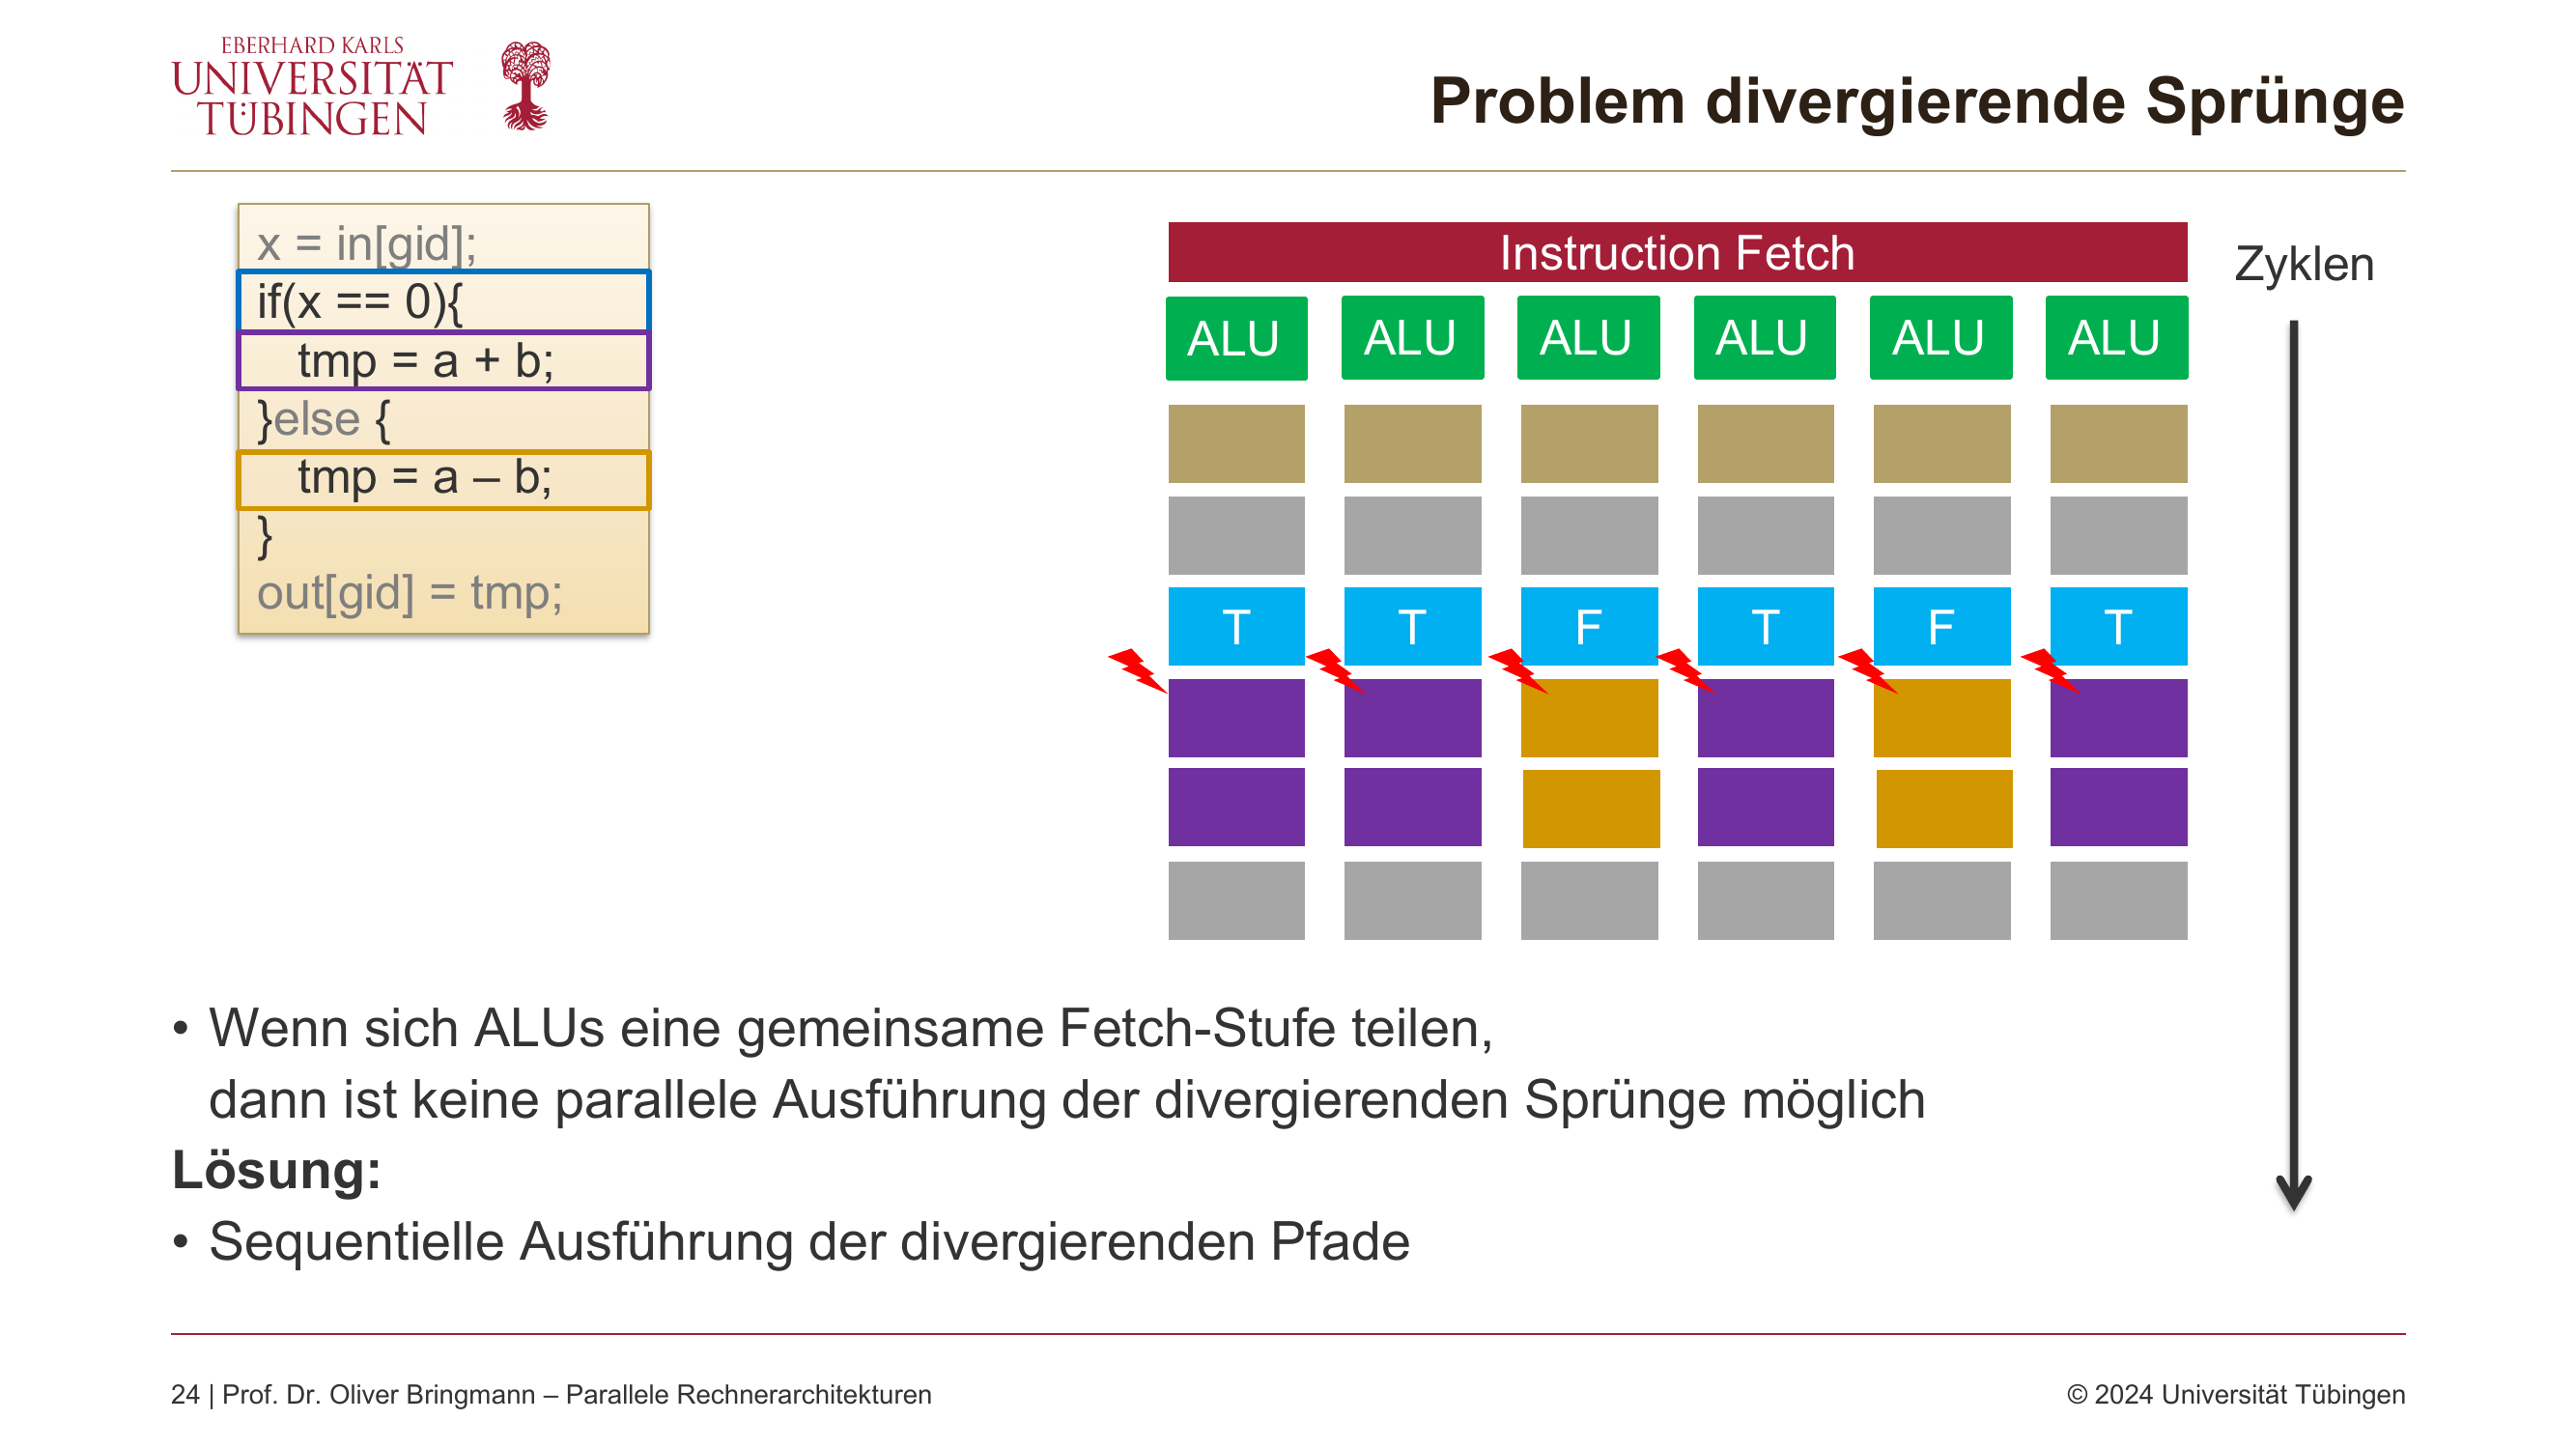 EBERHARD KARLS
UNIVERSITÄT
TÜBINGEN
Problem divergierende Sprünge
x = in[gid];
if(x == 0){
tmp = a + b;
}else {
tmp = a – b;
}
out[gid] = tmp;
Instruction Fetch
Zyklen
ALU ALU ALU ALU ALU ALU
T T F T F T
• Wenn sich ALUs eine gemeinsame Fetch-Stufe teilen,
dann ist keine parallele Ausführung der divergierenden Sprünge möglich
Lösung:
• Sequentielle Ausführung der divergierenden Pfade
24 | Prof. Dr. Oliver Bringmann – Parallele Rechnerarchitekturen
© 2024 Universität Tübingen